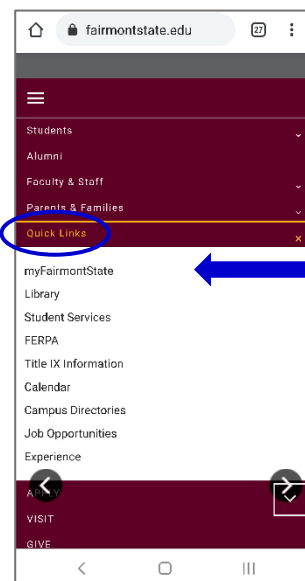 fairmontstate.edu 27
Students
Alumni
Faculty & Staff
Parents & Families
Quick Links
myFairmontState
Library
Student Services
FERPA
Title IX Information
Calendar
Campus Directories
Job Opportunities
Experience
APPLY
VISIT
GIVE